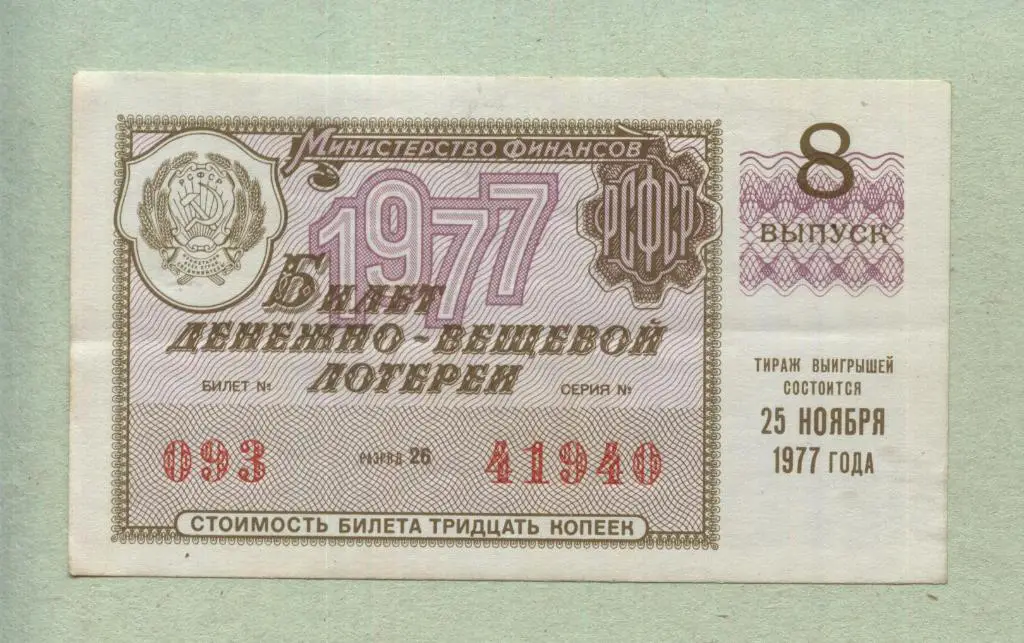 Министерство финансов
РСФСР
РСФСР
1977
Билет
денежно-вещевой
лотереи
БИЛЕТ № СЕРИЯ №
093 РАЗРЯД 26 41940
СТОИМОСТЬ БИЛЕТА ТРИДЦАТЬ КОПЕЕК
8
ВЫПУСК
ТИРАЖ ВЫИГРЫШЕЙ
СОСТОИТСЯ
25 НОЯБРЯ
1977 ГОДА